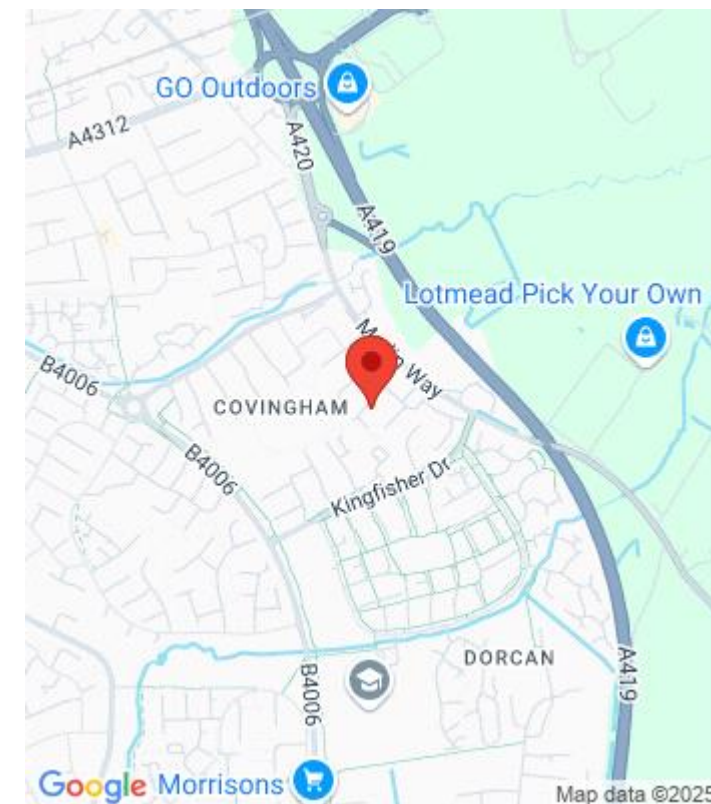 GO Outdoors
A4312
A420
A419
Lotmead Pick Your Own
B4006
COVINGHAM
Way
B4006
Kingfisher Dr
DORCAN
B4006
A419
Google
Morrisons
Map data ©2025